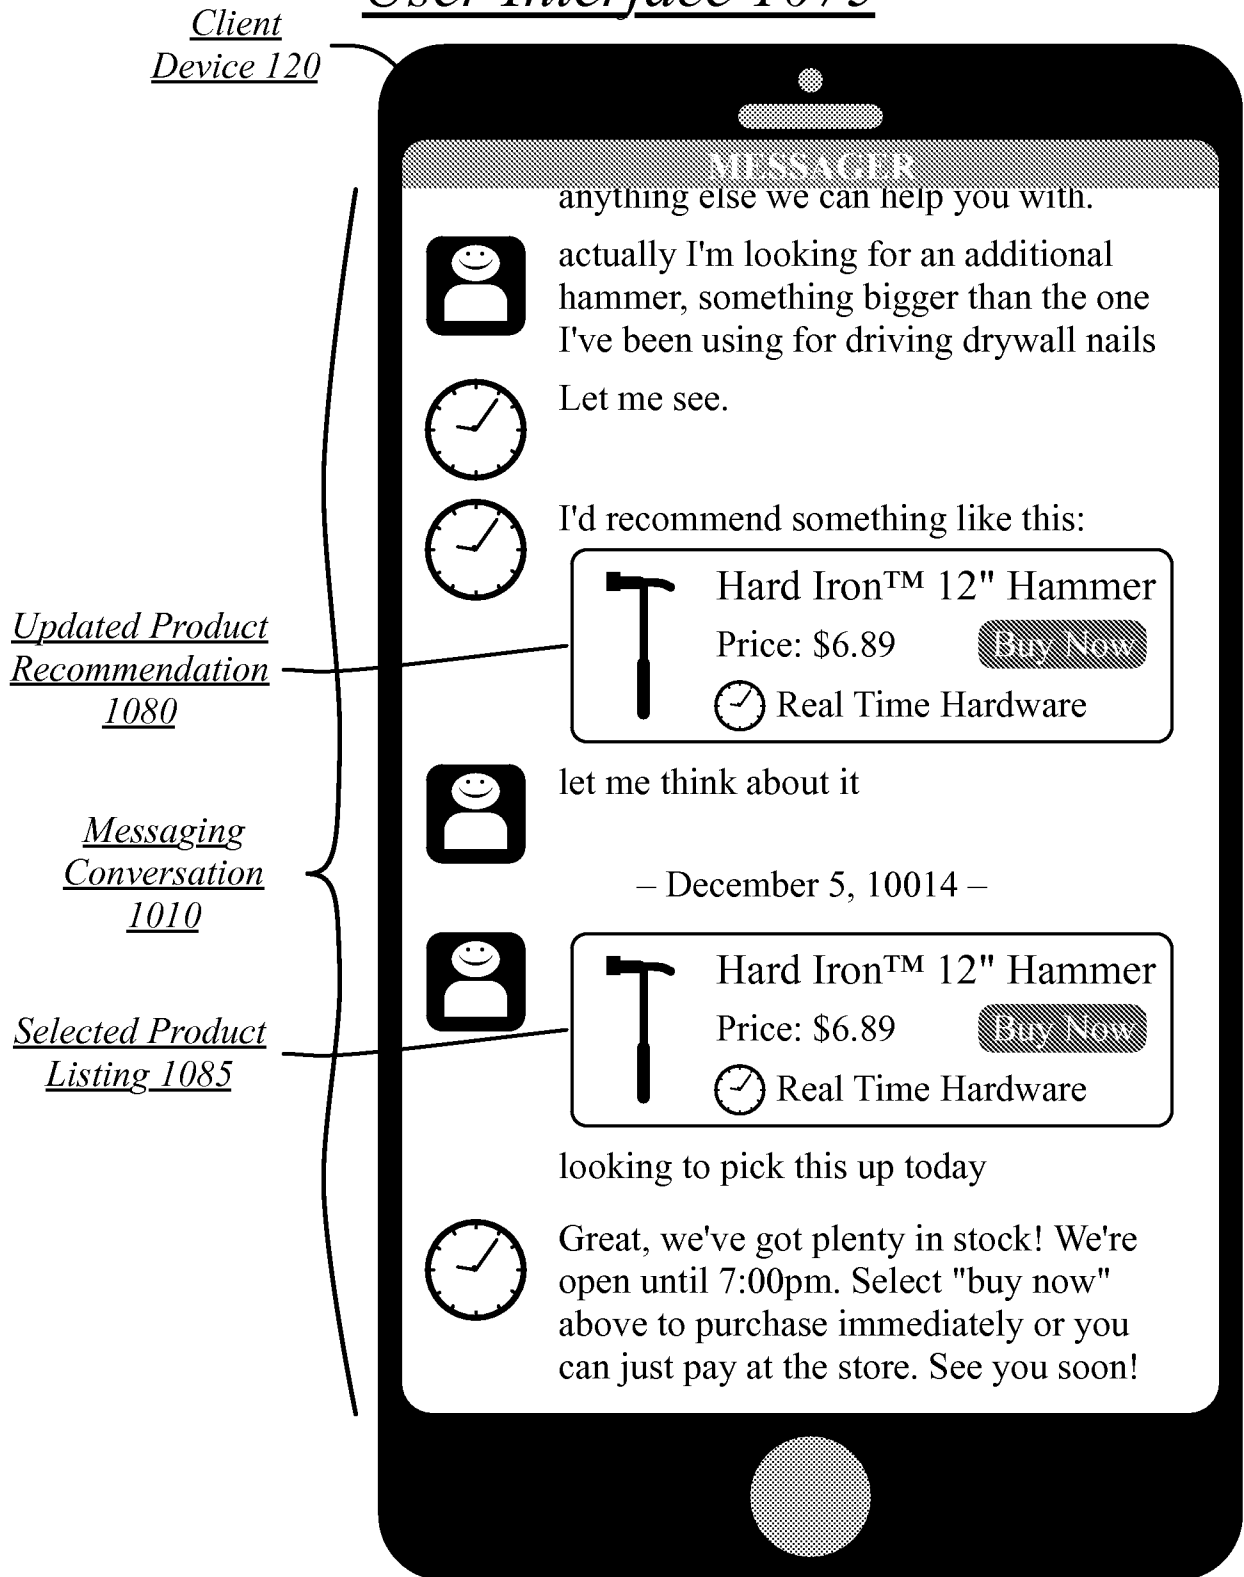 User Interface 1075
Client
Device 120
MESSAGER
anything else we can help you with.
actually I'm looking for an additional
hammer, something bigger than the one
I've been using for driving drywall nails
Let me see.
I'd recommend something like this:
Hard Iron™ 12" Hammer
Price: $6.89
Buy Now
Real Time Hardware
Updated Product
Recommendation
1080
let me think about it
Messaging
Conversation
1010
– December 5, 10014 –
Hard Iron™ 12" Hammer
Price: $6.89
Buy Now
Real Time Hardware
Selected Product
Listing 1085
looking to pick this up today
Great, we've got plenty in stock! We're
open until 7:00pm. Select "buy now"
above to purchase immediately or you
can just pay at the store. See you soon!